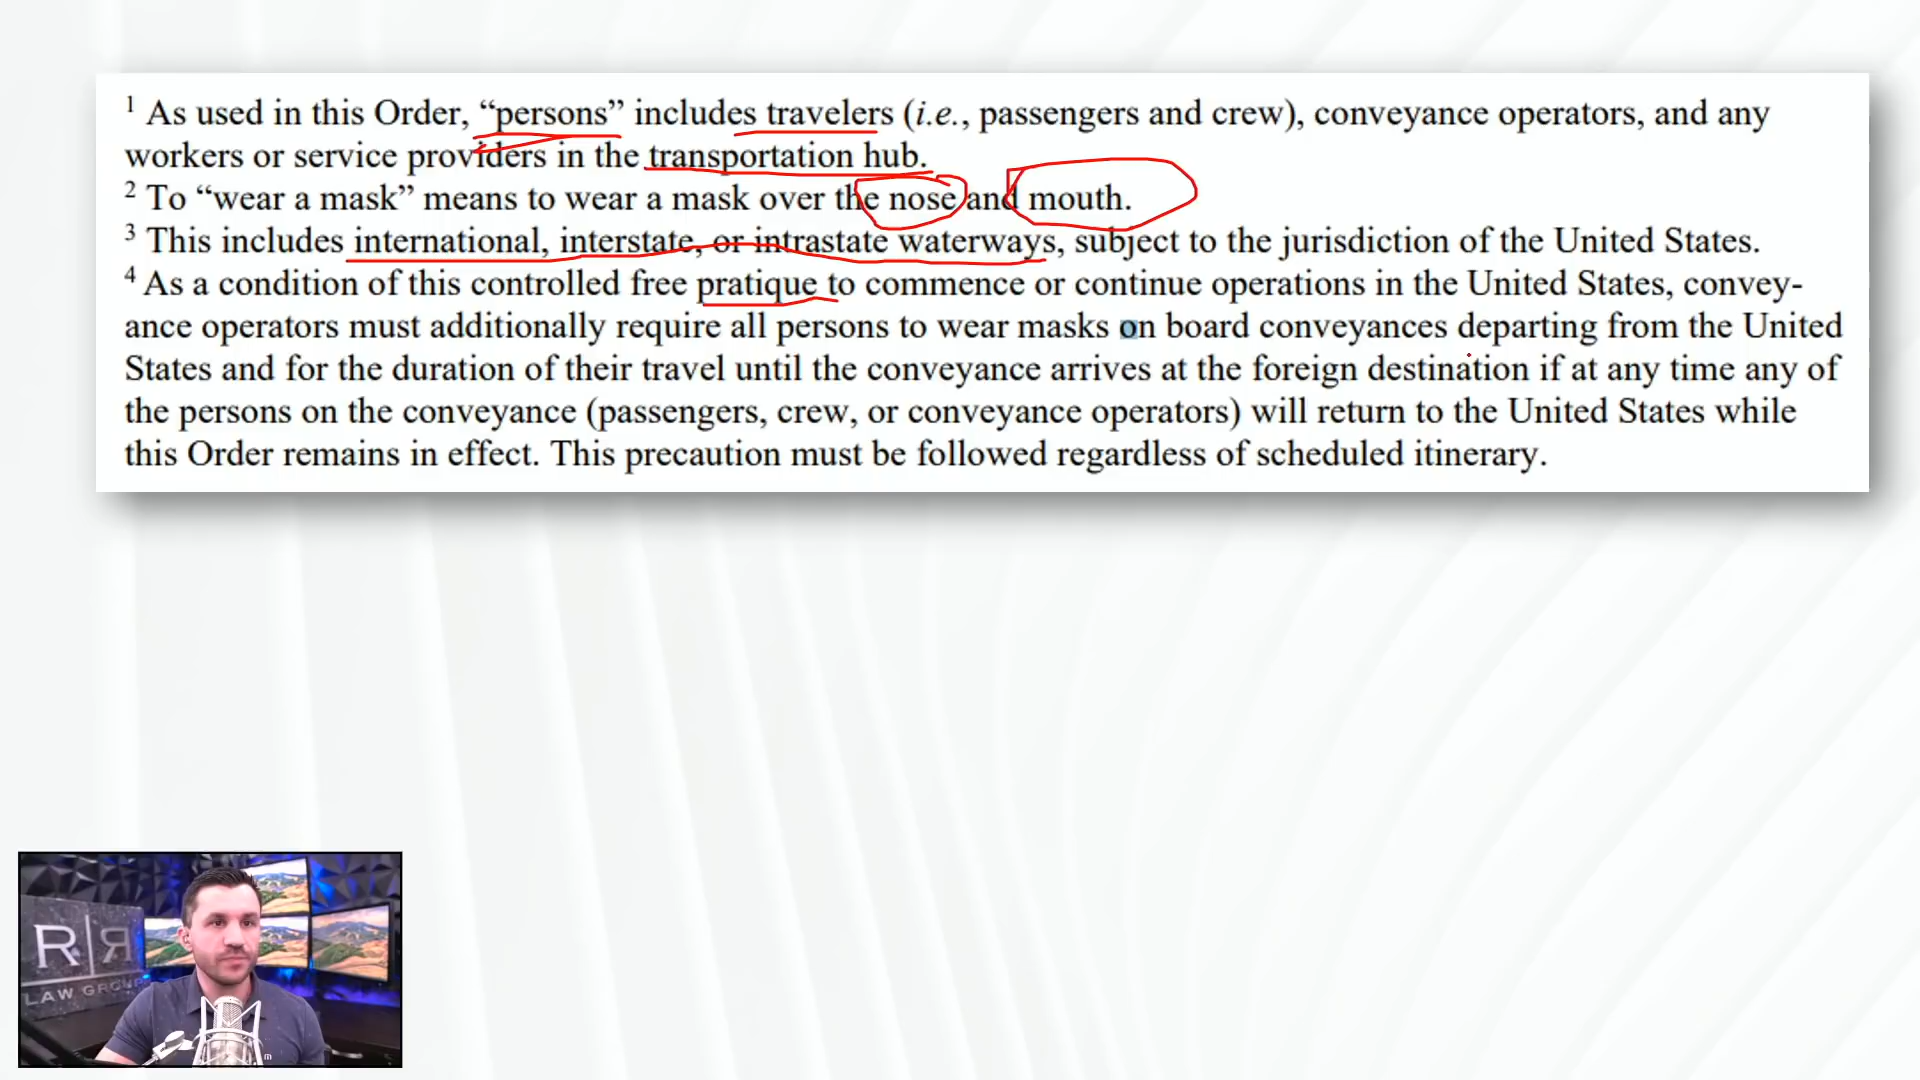 1 As used in this Order, “persons” includes travelers (i.e., passengers and crew), conveyance operators, and any
workers or service providers in the transportation hub.
2 To “wear a mask” means to wear a mask over the nose and mouth.
3 This includes international, interstate, or intrastate waterways, subject to the jurisdiction of the United States.
4 As a condition of this controlled free pratique to commence or continue operations in the United States, convey-
ance operators must additionally require all persons to wear masks on board conveyances departing from the United
States and for the duration of their travel until the conveyance arrives at the foreign destination if at any time any of
the persons on the conveyance (passengers, crew, or conveyance operators) will return to the United States while
this Order remains in effect. This precaution must be followed regardless of scheduled itinerary.
R|Я
LAW GROUP